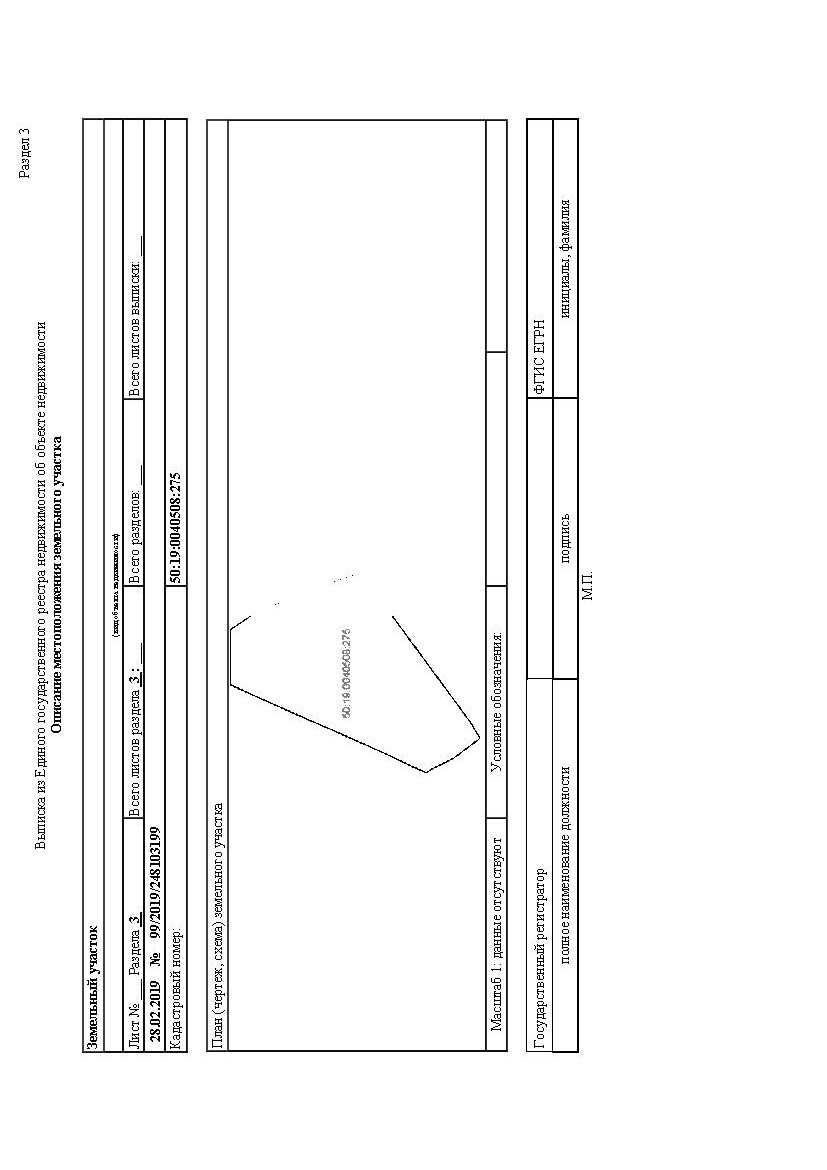 Раздел 3
Выписка из Единого государственного реестра недвижимости об объекте недвижимости
Описание местоположения земельного участка
Земельный участок
(вид объекта недвижимости)
Лист № ___ Раздела 3 Всего листов раздела 3 : ___ Всего разделов: ___ Всего листов выписки: ___
28.02.2019 № 99/2019/248103199
Кадастровый номер: 50:19:0040508:275
План (чертеж, схема) земельного участка
50:19:0040508:275
Масштаб 1: данные отсутствуют Условные обозначения:
Государственный регистратор ФГИС ЕГРН
полное наименование должности подпись инициалы, фамилия
М.П.